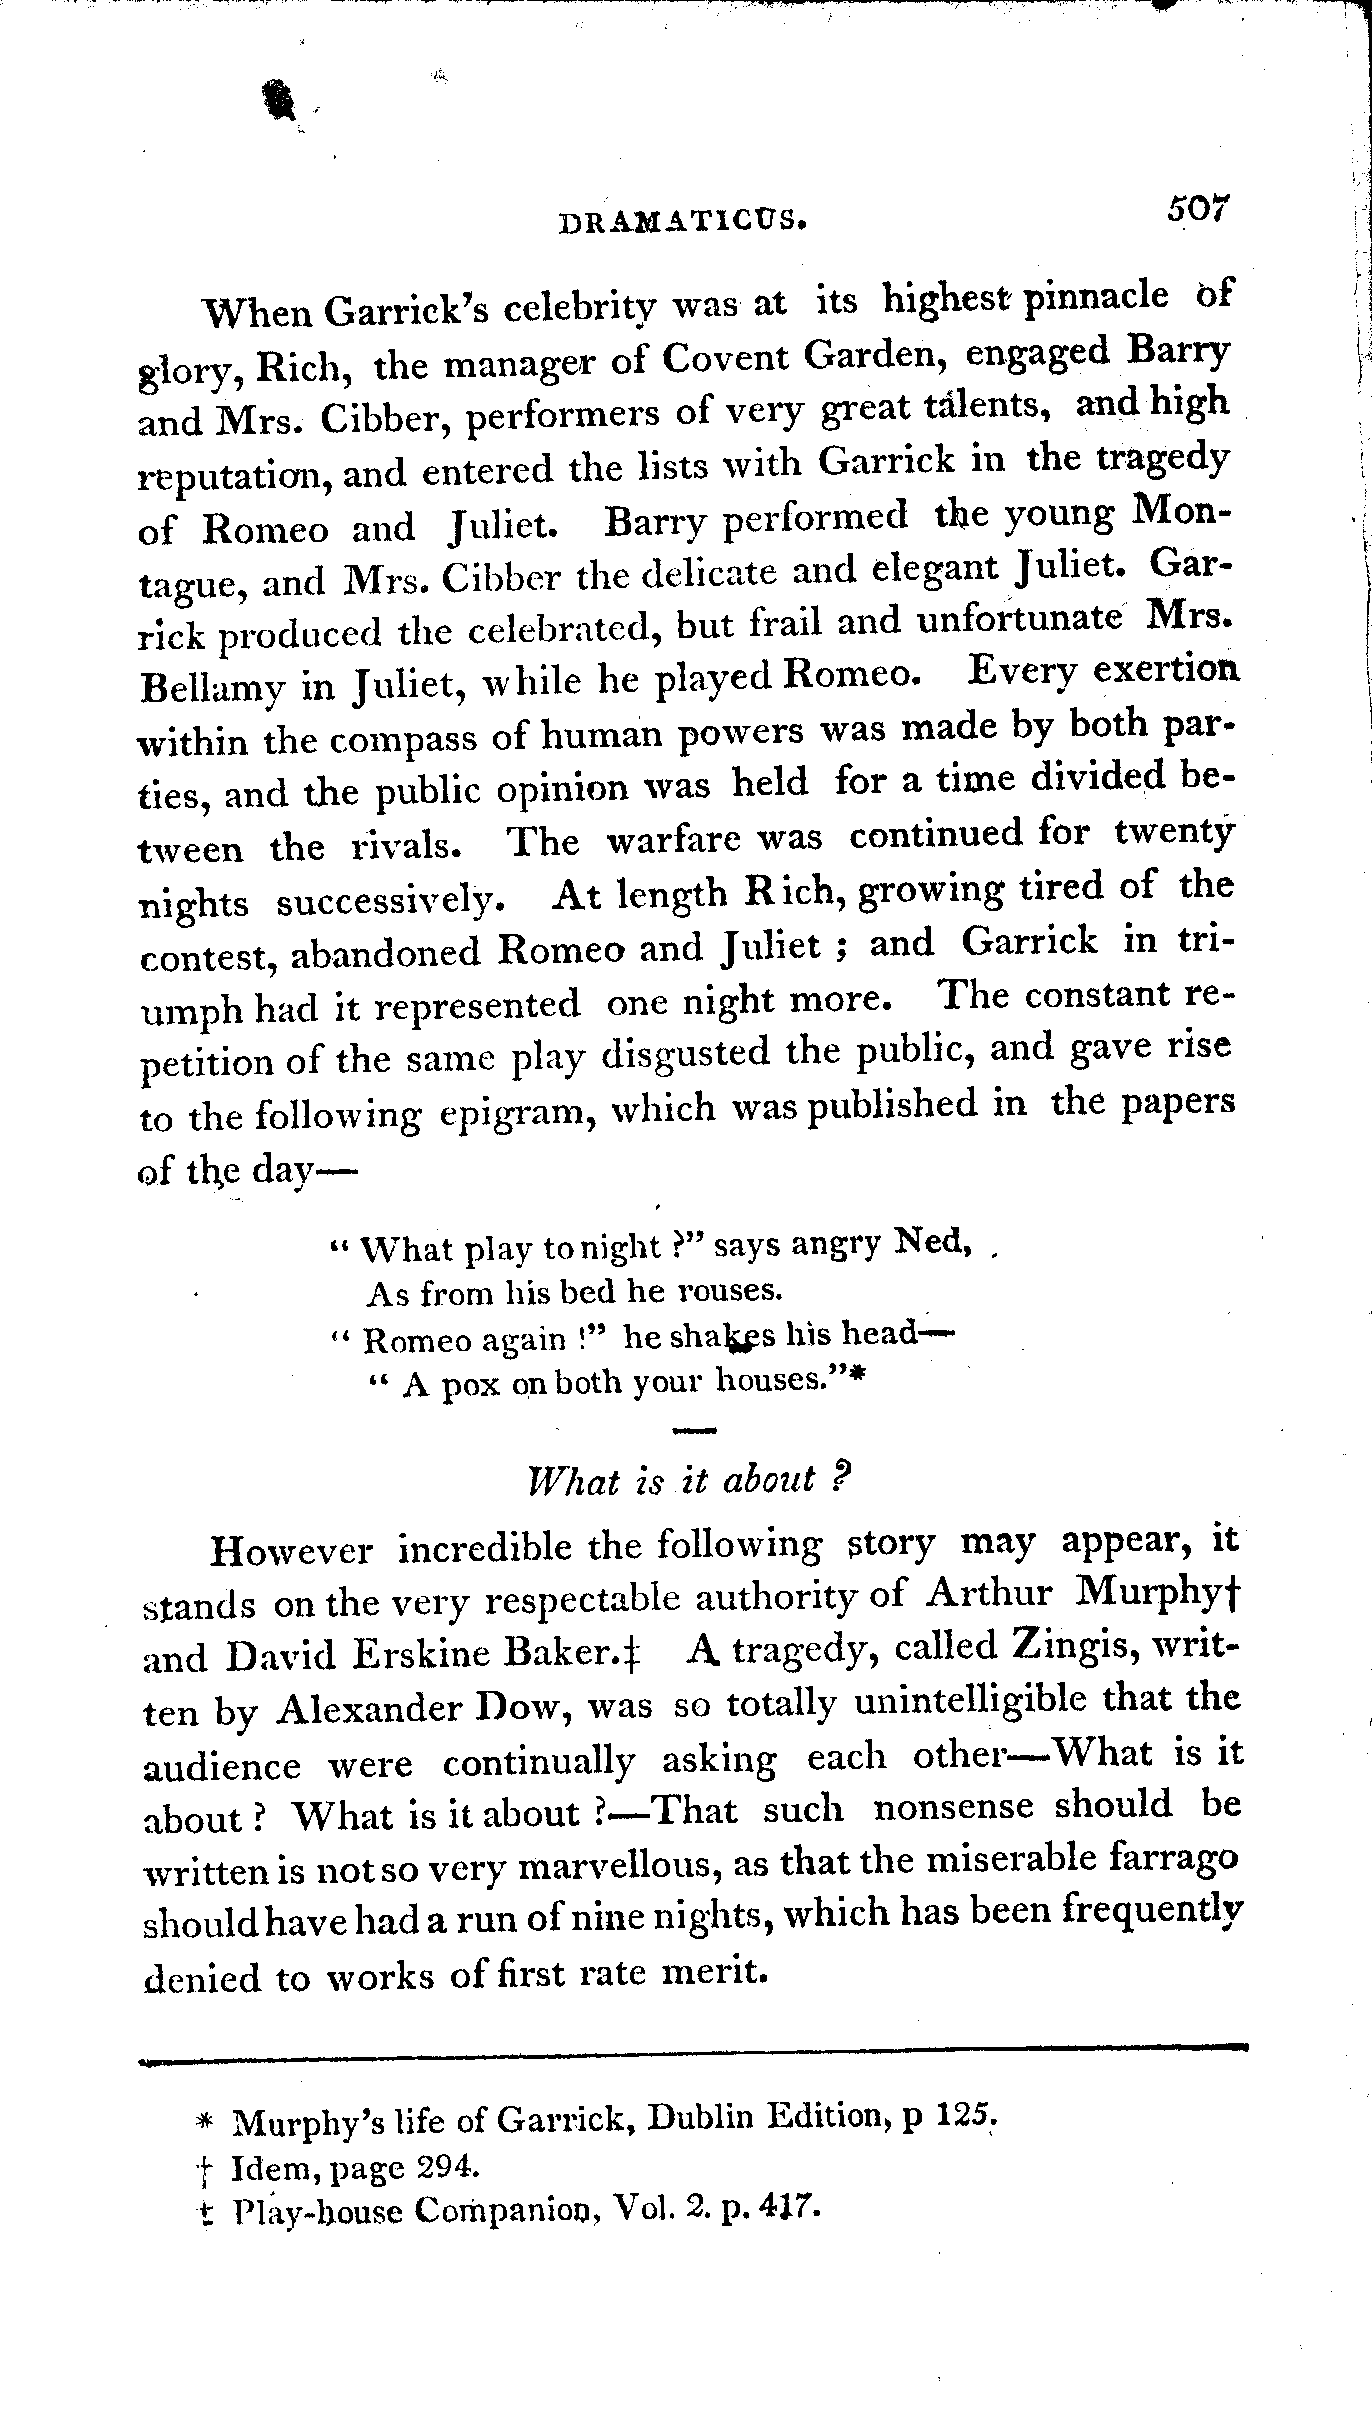 DRAMATICUS. 507
When Garrick's celebrity was at its highest pinnacle of
glory, Rich, the manager of Covent Garden, engaged Barry
and Mrs. Cibber, performers of very great talents, and high
reputation, and entered the lists with Garrick in the tragedy
of Romeo and Juliet. Barry performed the young Mon-
tague, and Mrs. Cibber the delicate and elegant Juliet. Gar-
rick produced the celebrated, but frail and unfortunate Mrs.
Bellamy in Juliet, while he played Romeo. Every exertion
within the compass of human powers was made by both par-
ties, and the public opinion was held for a time divided be-
tween the rivals. The warfare was continued for twenty
nights successively. At length Rich, growing tired of the
contest, abandoned Romeo and Juliet ; and Garrick in tri-
umph had it represented one night more. The constant re-
petition of the same play disgusted the public, and gave rise
to the following epigram, which was published in the papers
of the day—
" What play to night ?" says angry Ned,
As from his bed he rouses.
" Romeo again !" he shakes his head—
" A pox on both your houses."*
What is it about ?
However incredible the following story may appear, it
stands on the very respectable authority of Arthur Murphy†
and David Erskine Baker.‡ A tragedy, called Zingis, writ-
ten by Alexander Dow, was so totally unintelligible that the
audience were continually asking each other—What is it
about ? What is it about ?—That such nonsense should be
written is not so very marvellous, as that the miserable farrago
should have had a run of nine nights, which has been frequently
denied to works of first rate merit.
* Murphy's life of Garrick, Dublin Edition, p 125.
† Idem, page 294.
‡ Play-house Companion, Vol. 2. p. 417.